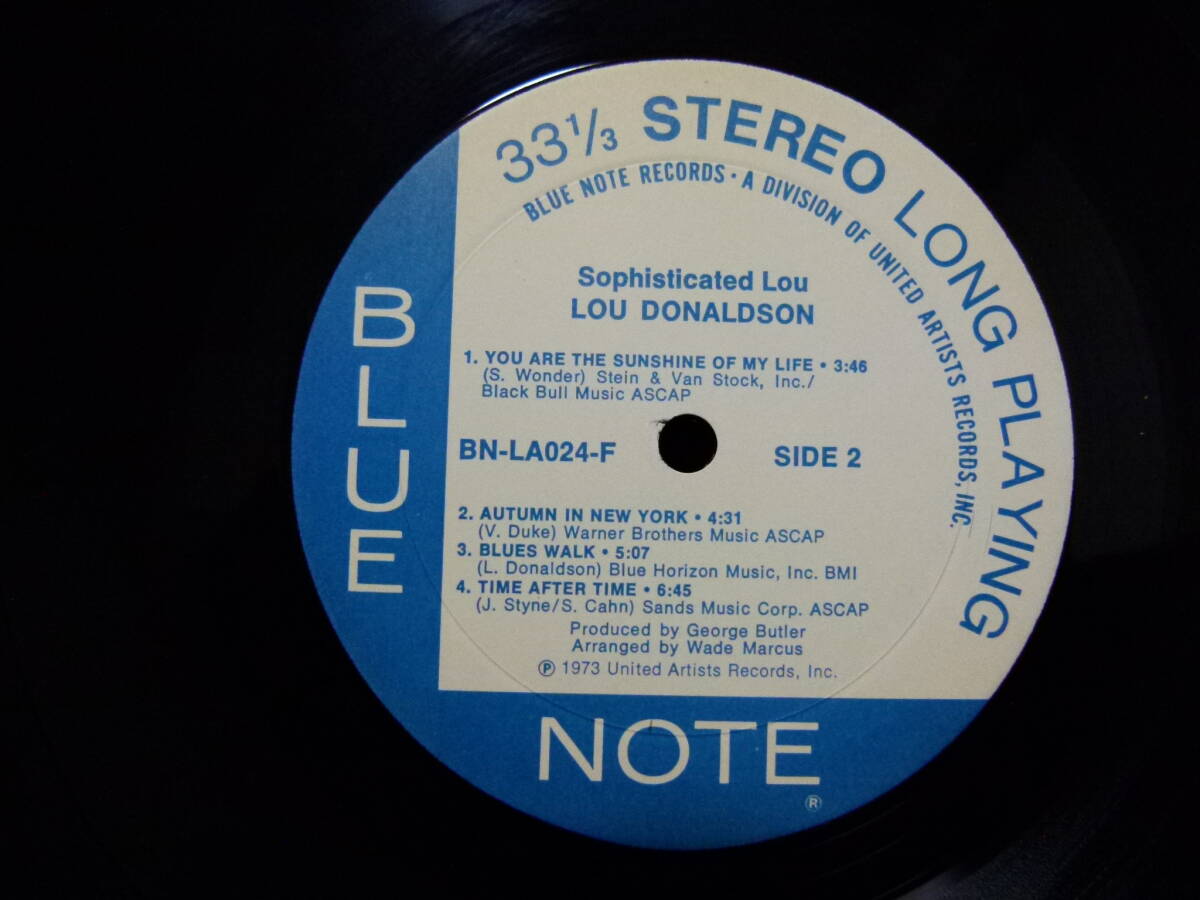 33⅓ STEREO LONG PLAYING
BLUE NOTE RECORDS • A DIVISION OF UNITED ARTISTS RECORDS, INC.
Sophisticated Lou
LOU DONALDSON
1. YOU ARE THE SUNSHINE OF MY LIFE • 3:46
(S. Wonder) Stein & Van Stock, Inc./
Black Bull Music ASCAP
BN-LA024-F
SIDE 2
2. AUTUMN IN NEW YORK • 4:31
(V. Duke) Warner Brothers Music ASCAP
3. BLUES WALK • 5:07
(L. Donaldson) Blue Horizon Music, Inc. BMI
4. TIME AFTER TIME • 6:45
(J. Styne/S. Cahn) Sands Music Corp. ASCAP
Produced by George Butler
Arranged by Wade Marcus
℗ 1973 United Artists Records, Inc.
BLUE
NOTE
®